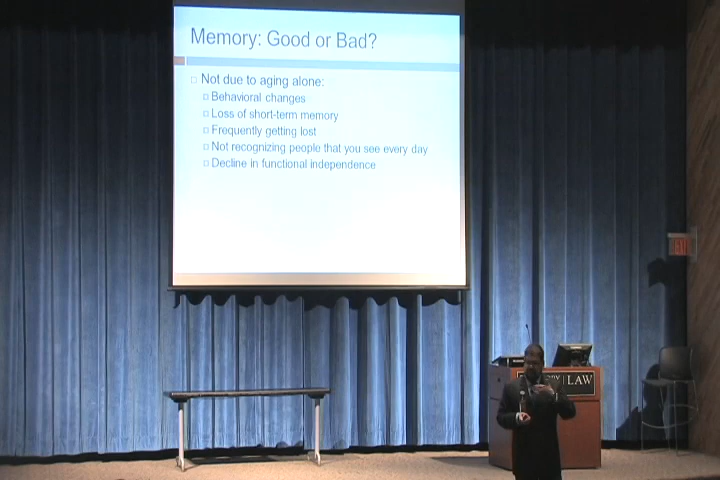 Memory: Good or Bad?
Not due to aging alone:
Behavioral changes
Loss of short-term memory
Frequently getting lost
Not recognizing people that you see every day
Decline in functional independence
EXIT
LAW